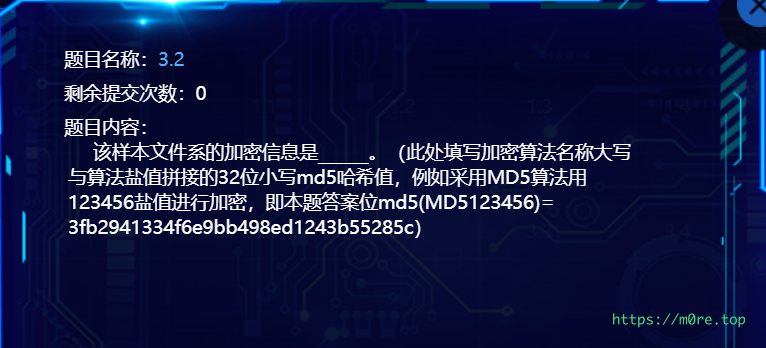 题目名称：3.2
剩余提交次数：0
题目内容：
该样本文件系的加密信息是_____。（此处填写加密算法名称大写
与算法盐值拼接的32位小写md5哈希值，例如采用MD5算法用
123456盐值进行加密，即本题答案位md5(MD5123456)=
3fb2941334f6e9bb498ed1243b55285c）
https://m0re.top